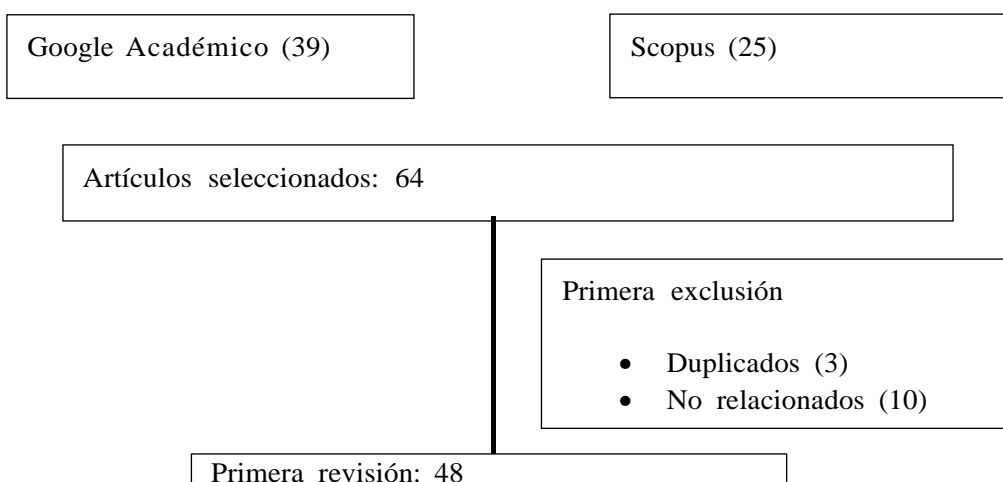 Google Académico (39)
Scopus (25)
Artículos seleccionados: 64
Primera exclusión
• Duplicados (3)
• No relacionados (10)
Primera revisión: 48